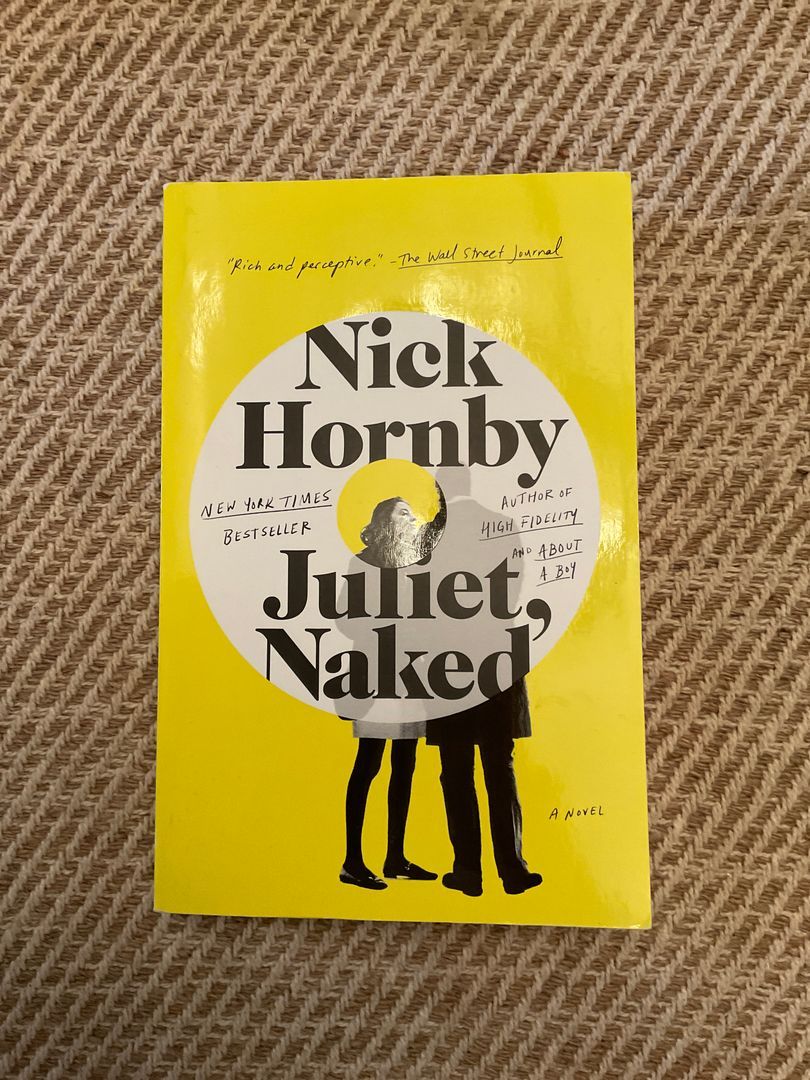 "Rich and perceptive." -The Wall Street Journal
Nick
Hornby
NEW YORK TIMES
BESTSELLER
AUTHOR OF
HIGH FIDELITY
AND ABOUT
A BOY
Juliet,
Naked
A NOVEL